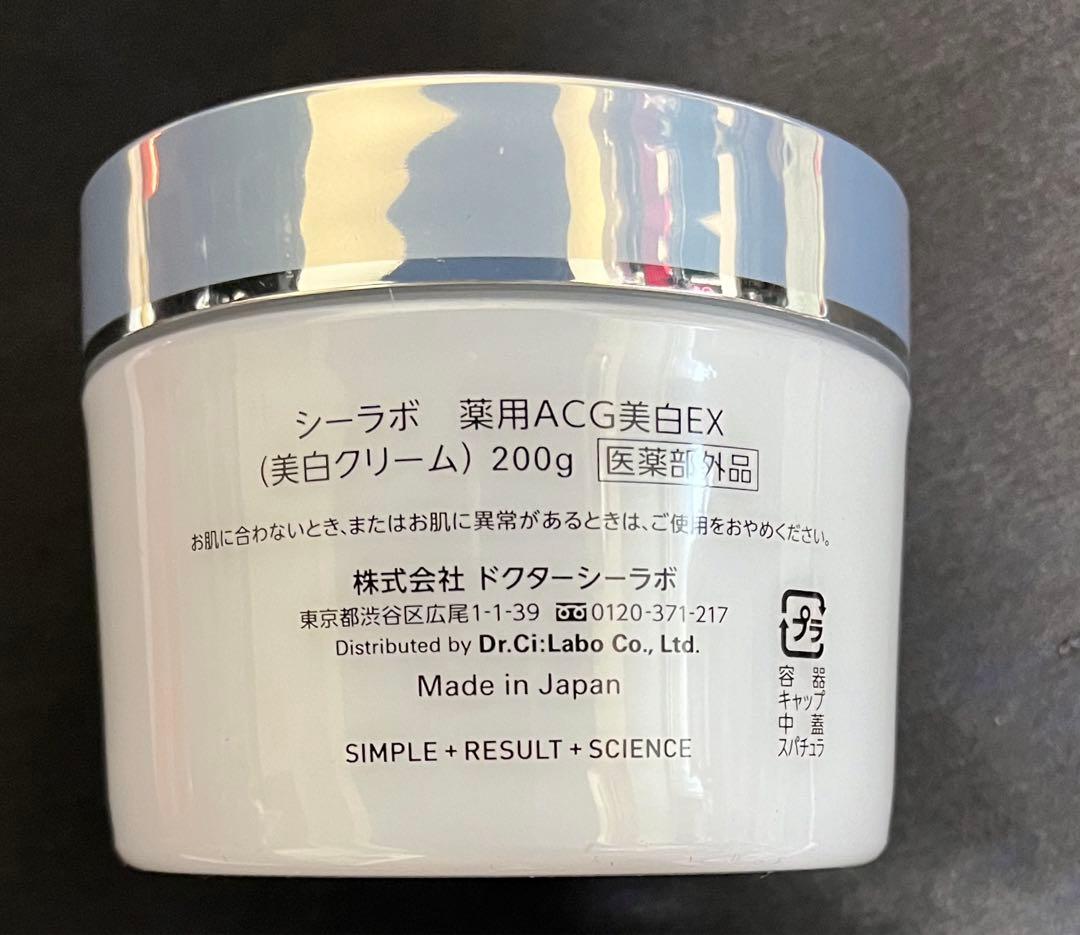 シーラボ 薬用ACG美白EX
(美白クリーム) 200g 医薬部外品
お肌に合わないとき、またはお肌に異常があるときは、ご使用をおやめください。
株式会社 ドクターシーラボ
東京都渋谷区広尾1-1-39 0120-371-217
Distributed by Dr.Ci:Labo Co., Ltd.
Made in Japan
SIMPLE + RESULT + SCIENCE
プラ
容器
キャップ
中蓋
スパチュラ